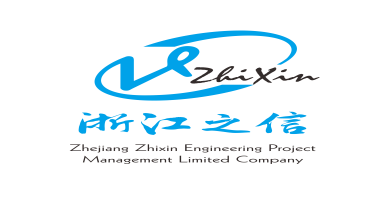 ZhiXin
浙江之信
Zhejiang Zhixin Engineering Project
Management Limited Company